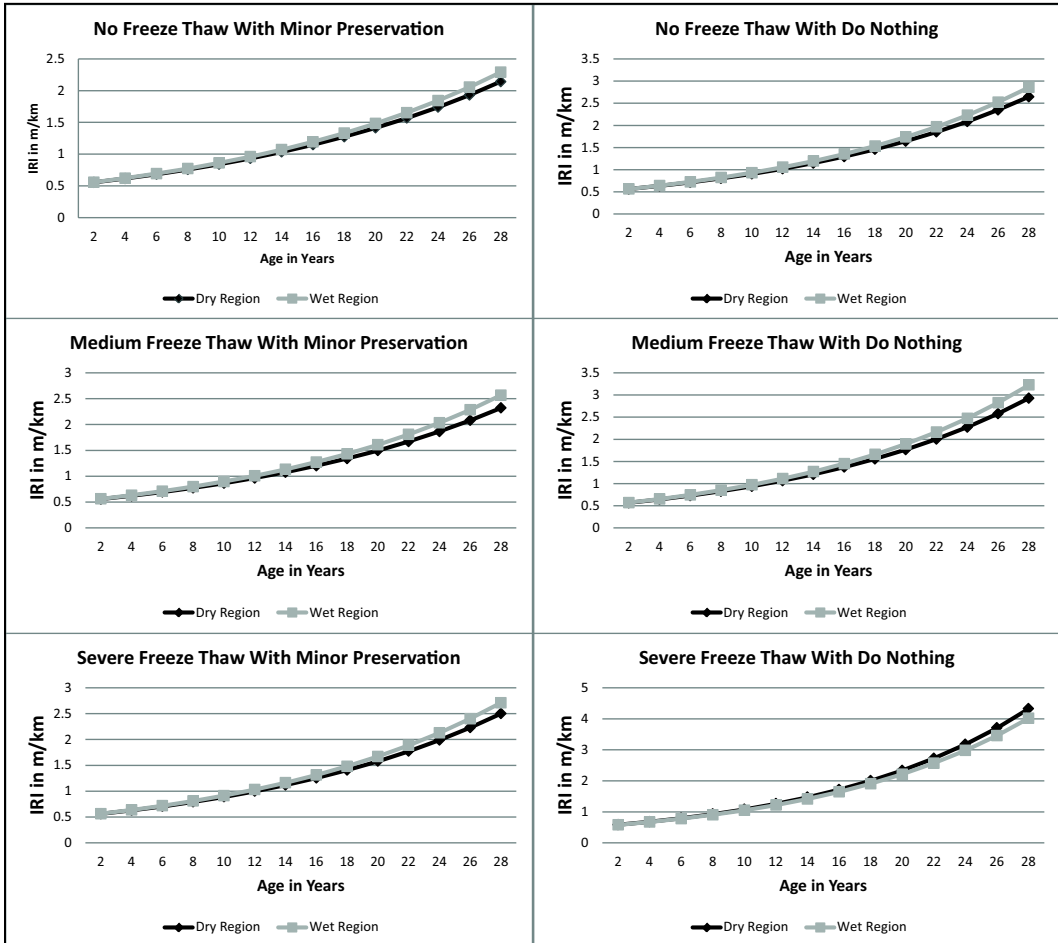 No Freeze Thaw With Minor Preservation
2.5
2
1.5
1
0.5
0
IRI in m/km
2 4 6 8 10 12 14 16 18 20 22 24 26 28
Age in Years
Dry Region Wet Region
No Freeze Thaw With Do Nothing
3.5
3
2.5
2
1.5
1
0.5
0
IRI in m/km
2 4 6 8 10 12 14 16 18 20 22 24 26 28
Age in Years
Dry Region Wet Region
Medium Freeze Thaw With Minor Preservation
3
2.5
2
1.5
1
0.5
0
IRI in m/km
2 4 6 8 10 12 14 16 18 20 22 24 26 28
Age in Years
Dry Region Wet Region
Medium Freeze Thaw With Do Nothing
3.5
3
2.5
2
1.5
1
0.5
0
IRI in m/km
2 4 6 8 10 12 14 16 18 20 22 24 26 28
Age in Years
Dry Region Wet Region
Severe Freeze Thaw With Minor Preservation
3
2.5
2
1.5
1
0.5
0
IRI in m/km
2 4 6 8 10 12 14 16 18 20 22 24 26 28
Age in Years
Dry Region Wet Region
Severe Freeze Thaw With Do Nothing
5
4
3
2
1
0
IRI in m/km
2 4 6 8 10 12 14 16 18 20 22 24 26 28
Age in Years
Dry Region Wet Region